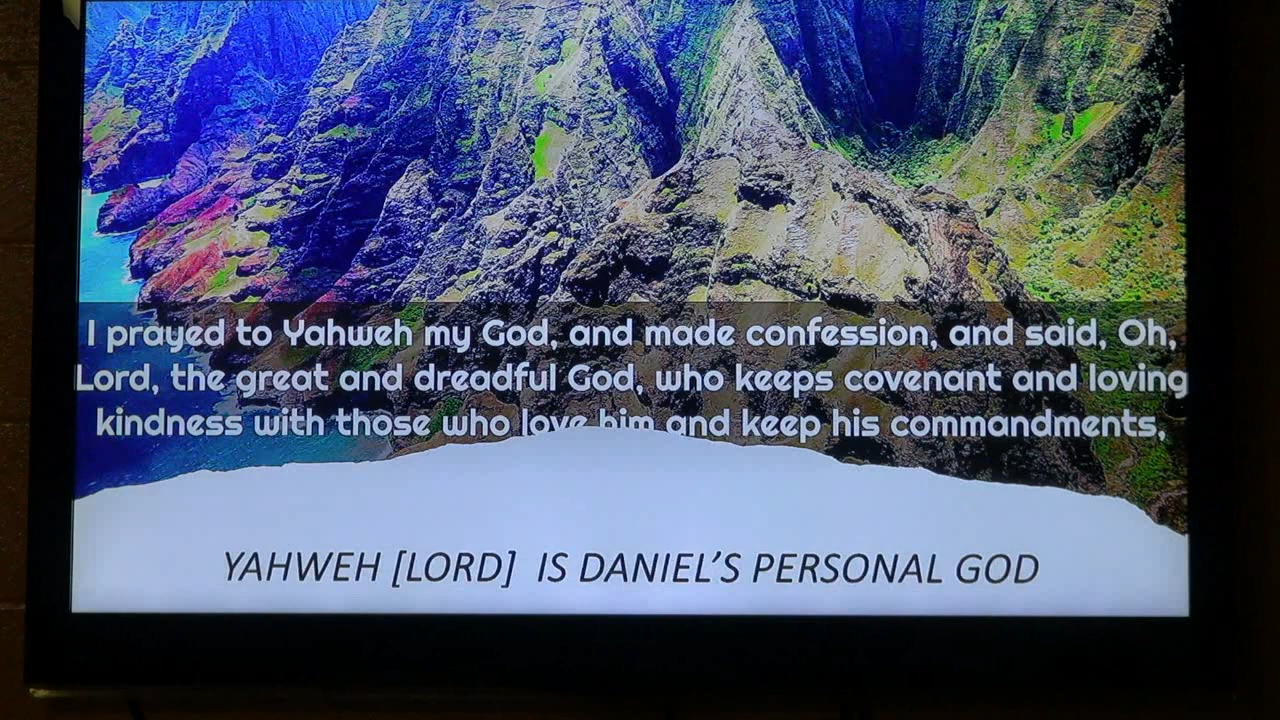 I prayed to Yahweh my God, and made confession, and said, Oh,
Lord, the great and dreadful God, who keeps covenant and loving
kindness with those who love him and keep his commandments,
YAHWEH [LORD] IS DANIEL'S PERSONAL GOD